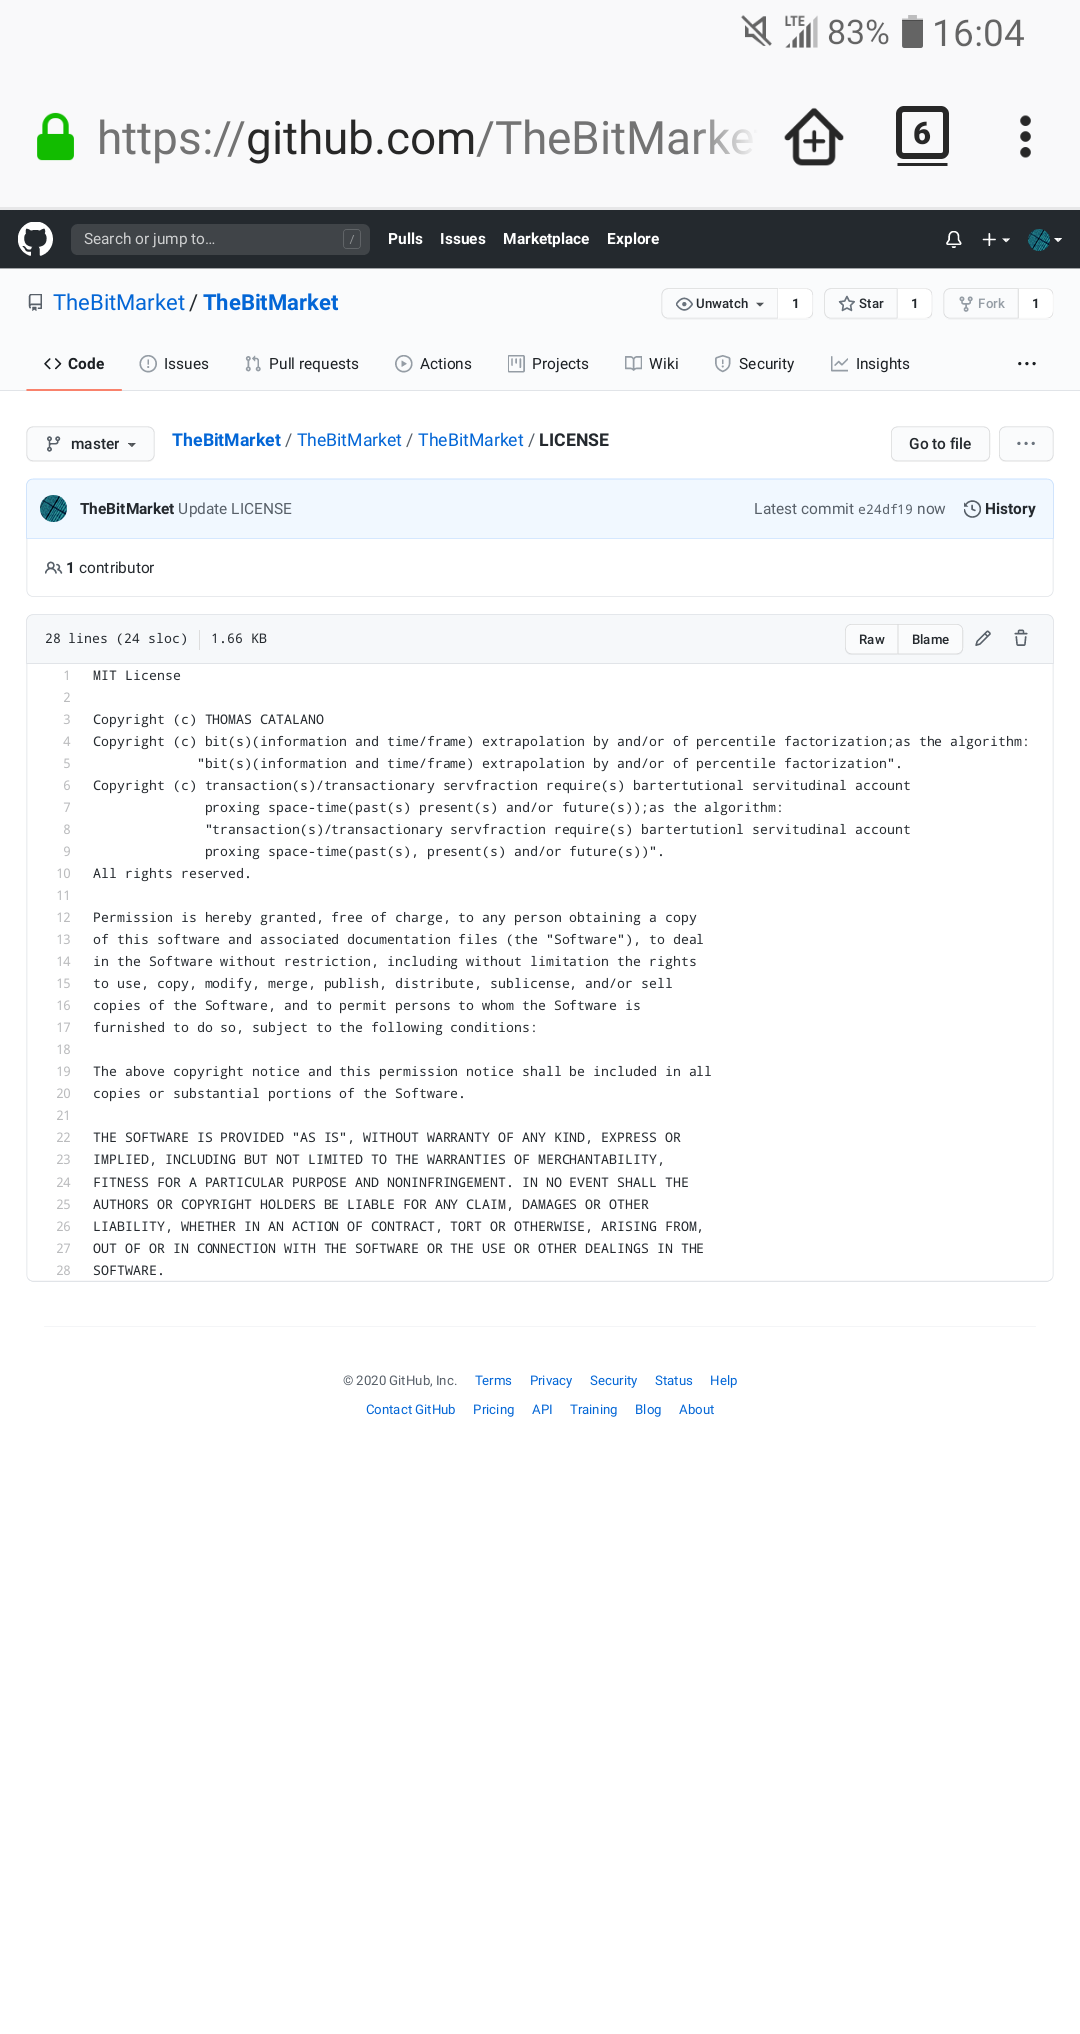 LTE 83% 16:04
https://github.com/TheBitMarke 6
Search or jump to... / Pulls Issues Marketplace Explore
TheBitMarket / TheBitMarket Unwatch 1 Star 1 Fork 1
Code Issues Pull requests Actions Projects Wiki Security Insights
master TheBitMarket / TheBitMarket / TheBitMarket / LICENSE Go to file
TheBitMarket Update LICENSE Latest commit e24df19 now History
1 contributor
28 lines (24 sloc) 1.66 KB Raw Blame
1 MIT License
2
3 Copyright (c) THOMAS CATALANO
4 Copyright (c) bit(s)(information and time/frame) extrapolation by and/or of percentile factorization;as the algorithm:
5 "bit(s)(information and time/frame) extrapolation by and/or of percentile factorization".
6 Copyright (c) transaction(s)/transactionary servfraction require(s) bartertutional servitudinal account
7 proxing space-time(past(s) present(s) and/or future(s));as the algorithm:
8 "transaction(s)/transactionary servfraction require(s) bartertutionl servitudinal account
9 proxing space-time(past(s), present(s) and/or future(s))".
10 All rights reserved.
11
12 Permission is hereby granted, free of charge, to any person obtaining a copy
13 of this software and associated documentation files (the "Software"), to deal
14 in the Software without restriction, including without limitation the rights
15 to use, copy, modify, merge, publish, distribute, sublicense, and/or sell
16 copies of the Software, and to permit persons to whom the Software is
17 furnished to do so, subject to the following conditions:
18
19 The above copyright notice and this permission notice shall be included in all
20 copies or substantial portions of the Software.
21
22 THE SOFTWARE IS PROVIDED "AS IS", WITHOUT WARRANTY OF ANY KIND, EXPRESS OR
23 IMPLIED, INCLUDING BUT NOT LIMITED TO THE WARRANTIES OF MERCHANTABILITY,
24 FITNESS FOR A PARTICULAR PURPOSE AND NONINFRINGEMENT. IN NO EVENT SHALL THE
25 AUTHORS OR COPYRIGHT HOLDERS BE LIABLE FOR ANY CLAIM, DAMAGES OR OTHER
26 LIABILITY, WHETHER IN AN ACTION OF CONTRACT, TORT OR OTHERWISE, ARISING FROM,
27 OUT OF OR IN CONNECTION WITH THE SOFTWARE OR THE USE OR OTHER DEALINGS IN THE
28 SOFTWARE.
© 2020 GitHub, Inc. Terms Privacy Security Status Help
Contact GitHub Pricing API Training Blog About